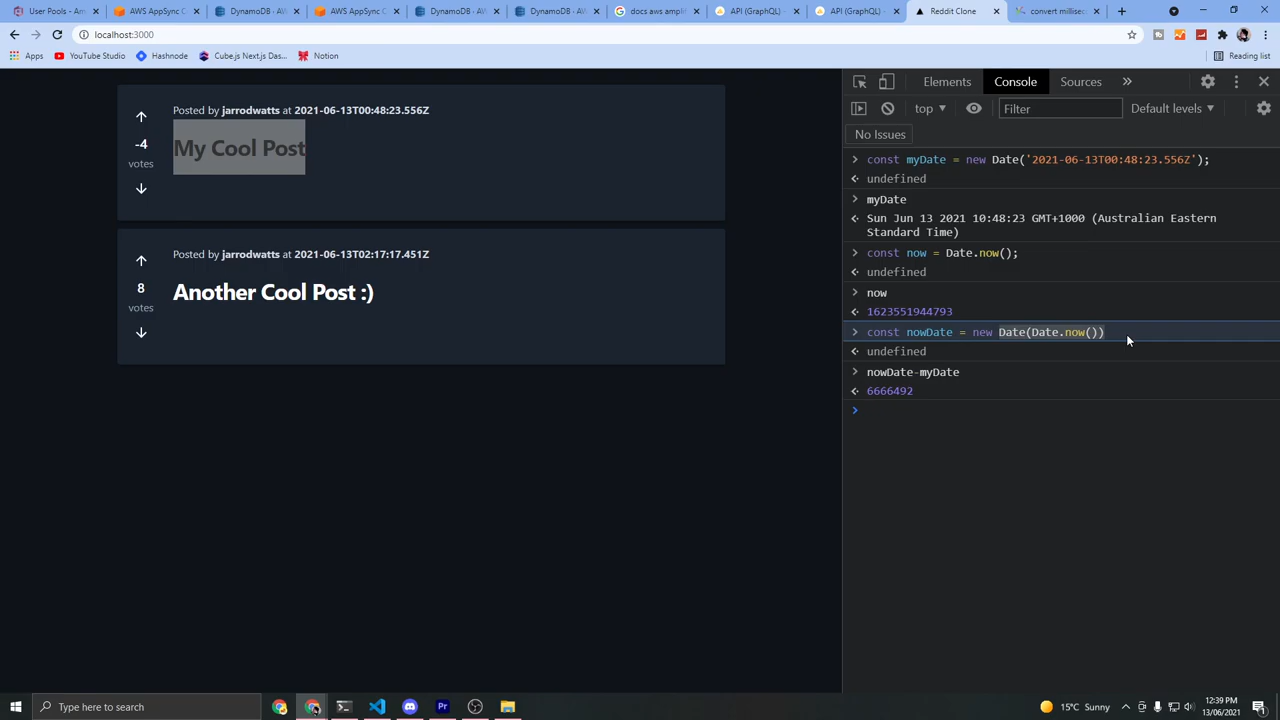 User Pools - Am
AWS AppSync C
DynamoDB - AW
AWS AppSync C
DynamoDB - AW
DynamoDB - AW
docs aws amplif
API (GraphQL) -
API (GraphQL) -
Reddit Clone
convert millisec
localhost:3000
Apps
YouTube Studio
Hashnode
Cube.js Next.js Das...
Notion
Reading list
Posted by jarrodwatts at 2021-06-13T00:48:23.556Z
My Cool Post
-4
votes
Posted by jarrodwatts at 2021-06-13T02:17:17.451Z
Another Cool Post :)
8
votes
Elements
Console
Sources
top
Filter
Default levels
No Issues
const myDate = new Date('2021-06-13T00:48:23.556Z');
undefined
myDate
Sun Jun 13 2021 10:48:23 GMT+1000 (Australian Eastern
Standard Time)
const now = Date.now();
undefined
now
1623551944793
const nowDate = new Date(Date.now())
undefined
nowDate-myDate
6666492
Type here to search
15°C Sunny
12:39 PM
13/06/2021